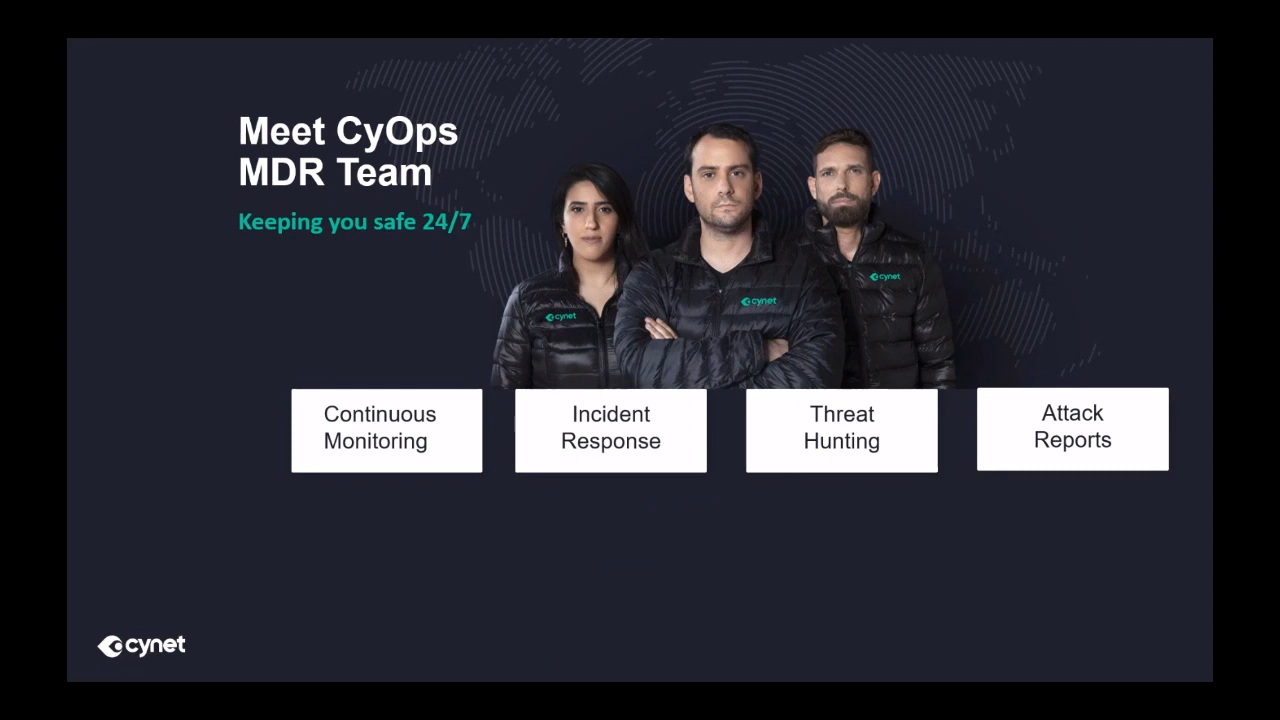 Meet CyOps
MDR Team
Keeping you safe 24/7
cynet
cynet
cynet
Continuous
Monitoring
Incident
Response
Threat
Hunting
Attack
Reports
cynet